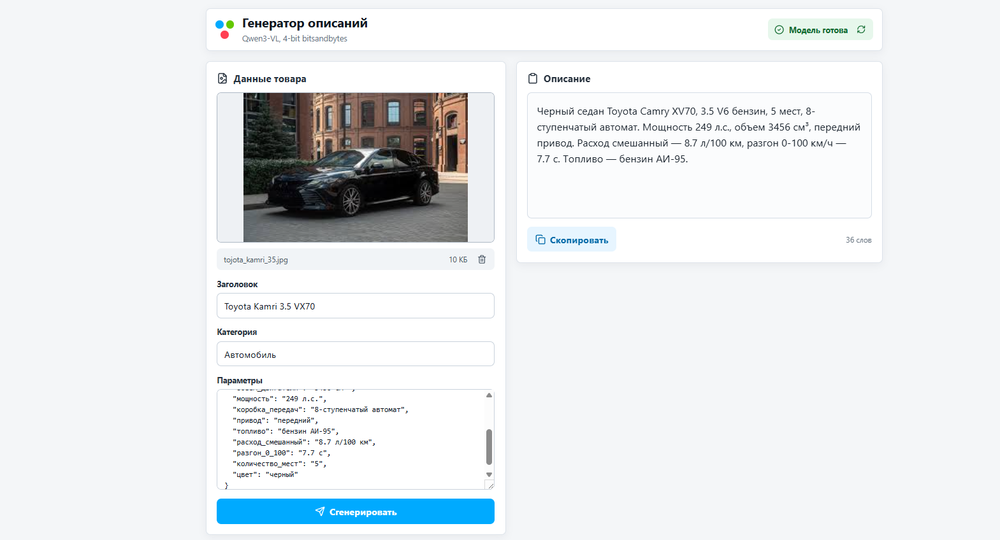 Генератор описаний
Qwen3-VL, 4-bit bitsandbytes
Модель готова
Данные товара
tojota_kamri_35.jpg
10 КБ
Заголовок
Toyota Kamri 3.5 VX70
Категория
Автомобиль
Параметры
"мощность": "249 л.с.",
"коробка_передач": "8-ступенчатый автомат",
"привод": "передний",
"топливо": "бензин АИ-95",
"расход_смешанный": "8.7 л/100 км",
"разгон_0_100": "7.7 с",
"количество_мест": "5",
"цвет": "черный"
}
Сгенерировать
Описание
Черный седан Toyota Camry XV70, 3.5 V6 бензин, 5 мест, 8-
ступенчатый автомат. Мощность 249 л.с., объем 3456 см³, передний
привод. Расход смешанный — 8.7 л/100 км, разгон 0-100 км/ч —
7.7 с. Топливо — бензин АИ-95.
Скопировать
36 слов